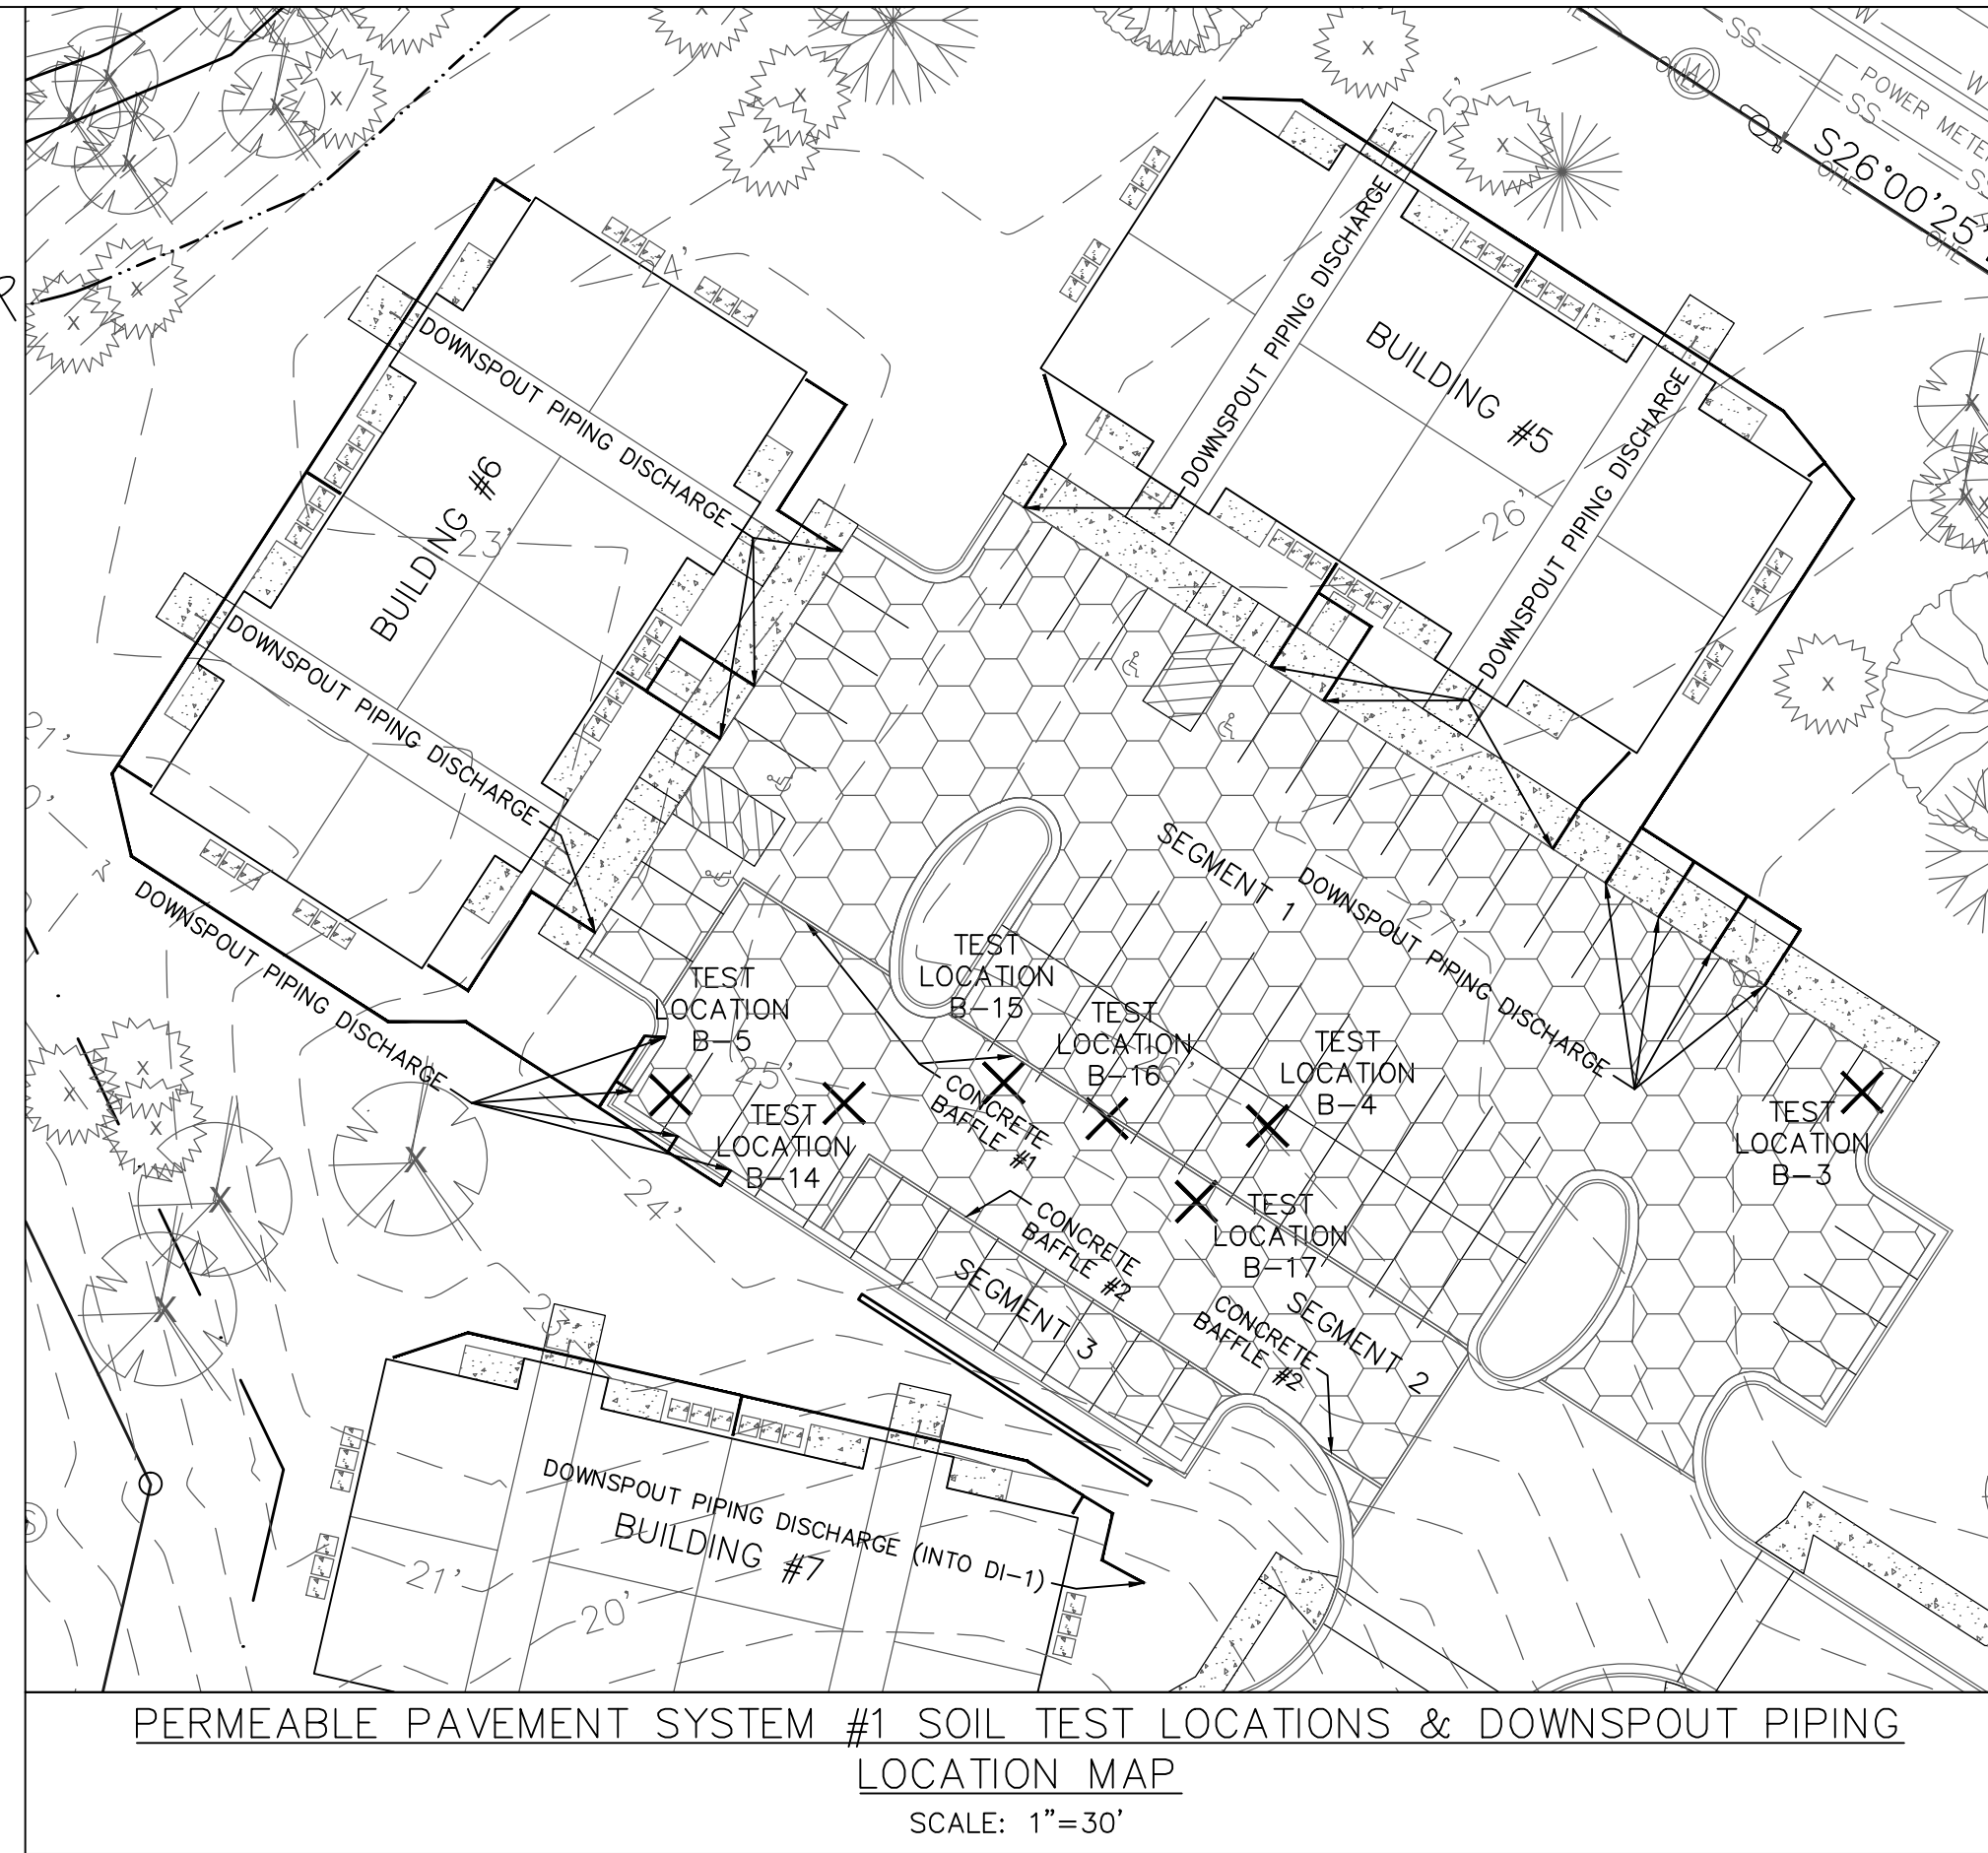 25'
POWER METE
SS
SS
W
W
OHE
OHE
S26°00'25"
OHE
24'
DOWNSPOUT PIPING DISCHARGE
BUILDING #5
DOWNSPOUT PIPING DISCHARGE
DOWNSPOUT PIPING DISCHARGE
26'
BUILDING #6
23'
DOWNSPOUT PIPING DISCHARGE
DOWNSPOUT PIPING DISCHARGE
SEGMENT 1
DOWNSPOUT PIPING DISCHARGE
27'
TEST
LOCATION
B-15
TEST
LOCATION
B-5
TEST
LOCATION
B-16
TEST
LOCATION
B-4
TEST
LOCATION
B-3
25'
TEST
LOCATION
B-14
CONCRETE
BAFFLE #1
24'
CONCRETE
BAFFLE #2
TEST
LOCATION
B-17
SEGMENT 3
CONCRETE
BAFFLE #2
SEGMENT 2
23'
DOWNSPOUT PIPING DISCHARGE (INTO DI-1)
BUILDING #7
21'
20'
S
PERMEABLE PAVEMENT SYSTEM #1 SOIL TEST LOCATIONS & DOWNSPOUT PIPING
LOCATION MAP
SCALE: 1"=30'